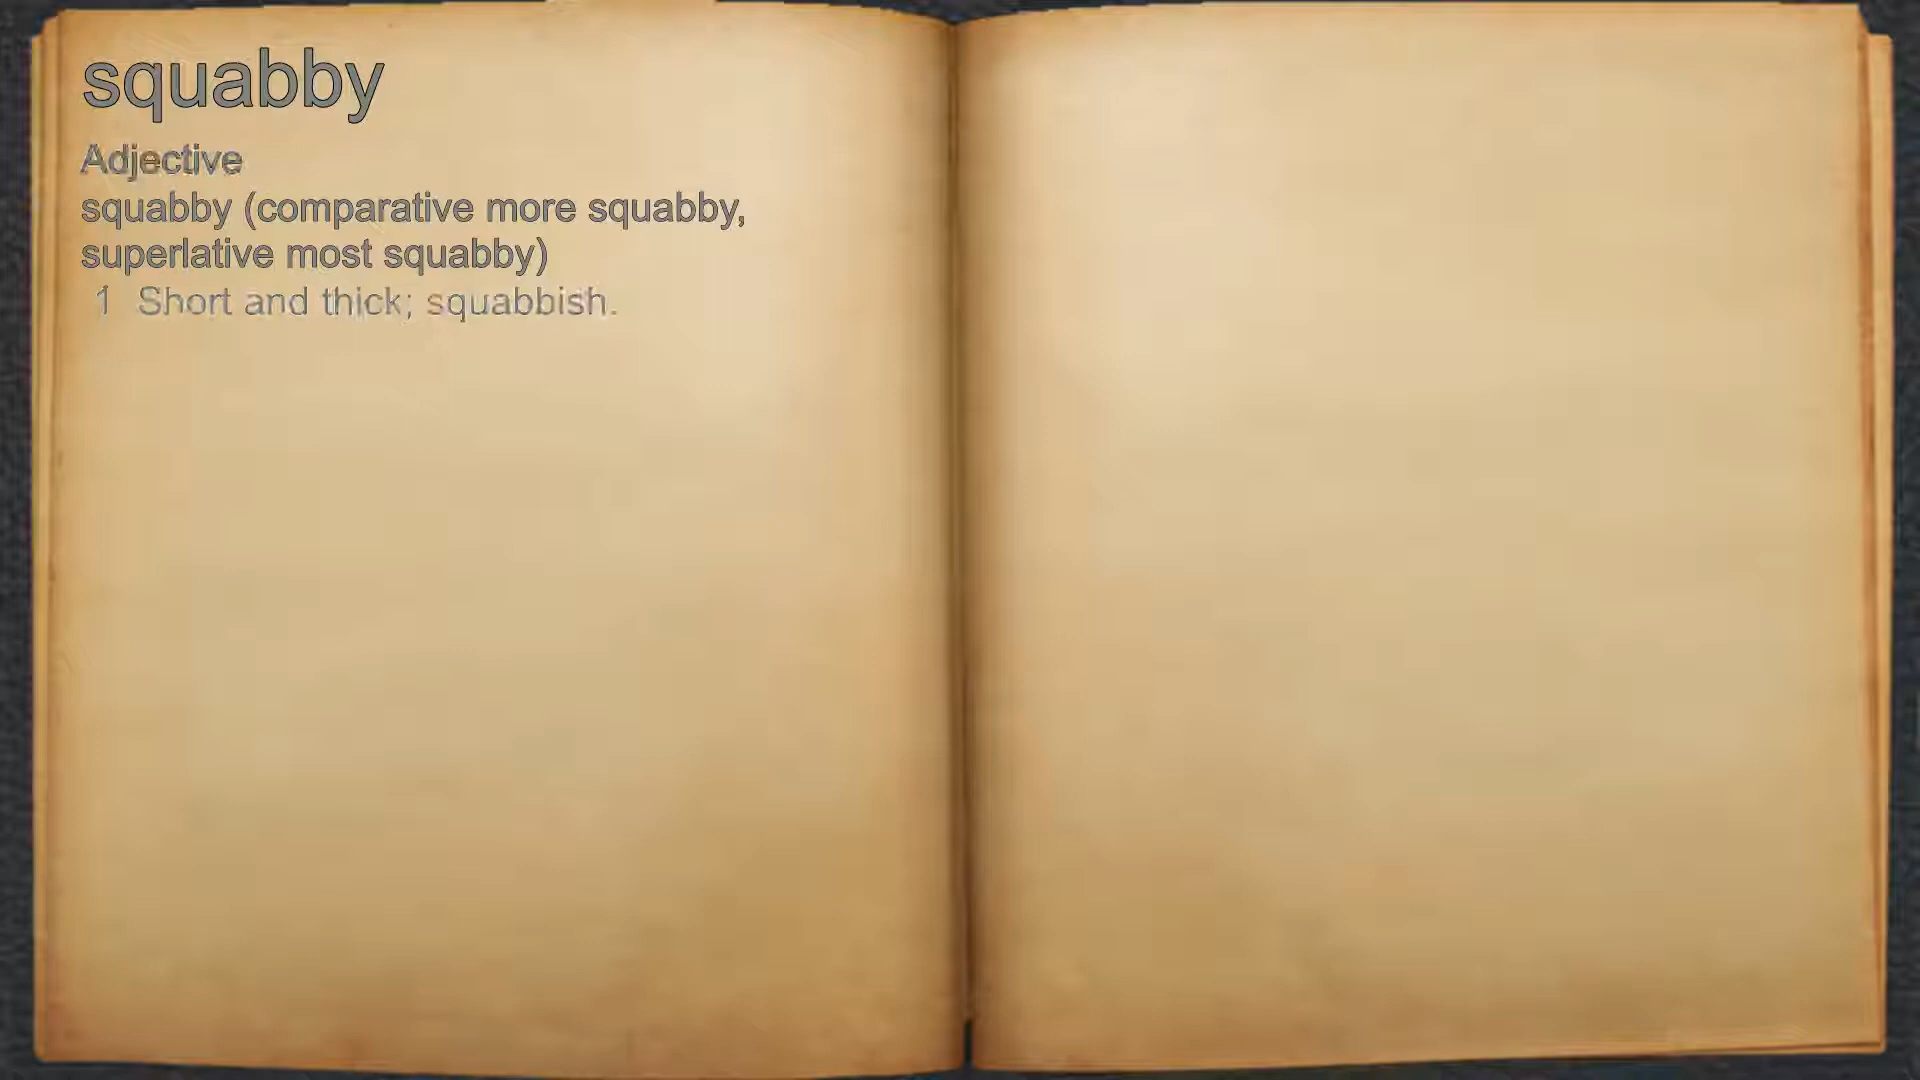 squabby
Adjective
squabby (comparative more squabby,
superlative most squabby)
1 Short and thick; squabbish.